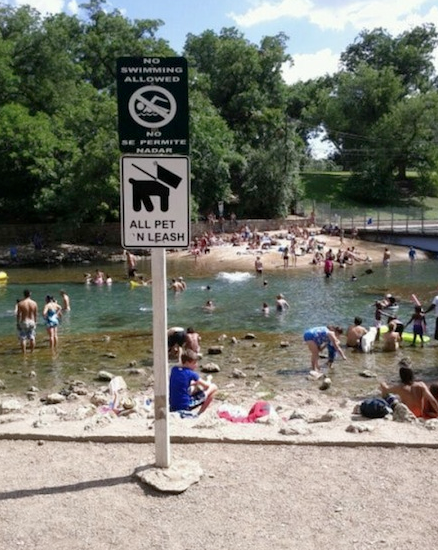 NO
SWIMMING
ALLOWED
NO
SE PERMITE
NADAR
ALL PET
'N LEASH